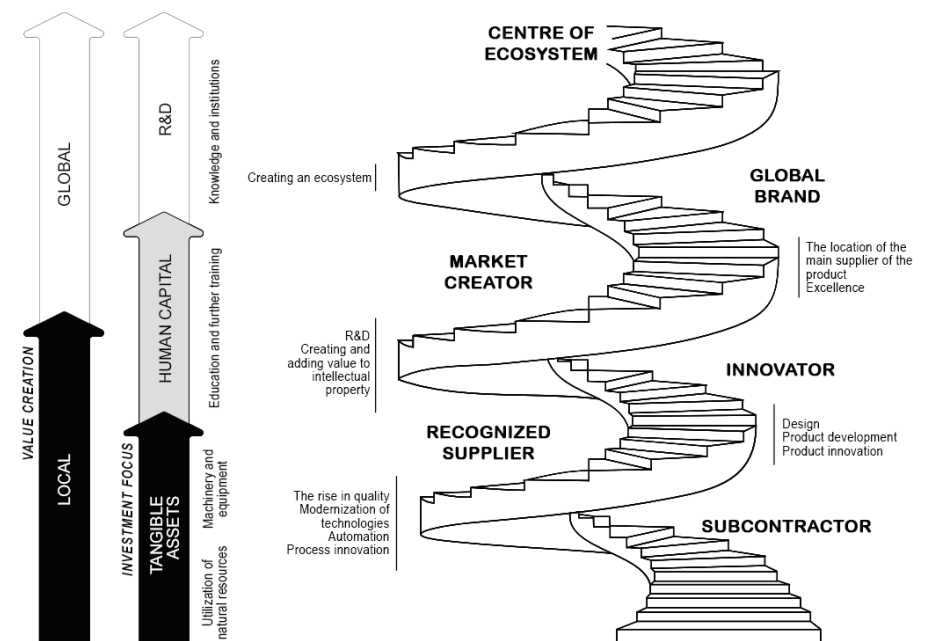 CENTRE OF
ECOSYSTEM
GLOBAL
R&D
Knowledge and institutions
Creating an ecosystem
GLOBAL
BRAND
The location of the
main supplier of the
product
Excellence
MARKET
CREATOR
HUMAN CAPITAL
Education and further training
R&D
Creating and
adding value to
intellectual
property
INNOVATOR
VALUE CREATION
LOCAL
INVESTMENT FOCUS
TANGIBLE
ASSETS
Machinery and
equipment
Utilization of
natural resources
RECOGNIZED
SUPPLIER
Design
Product development
Product innovation
The rise in quality
Modernization of
technologies
Automation
Process innovation
SUBCONTRACTOR